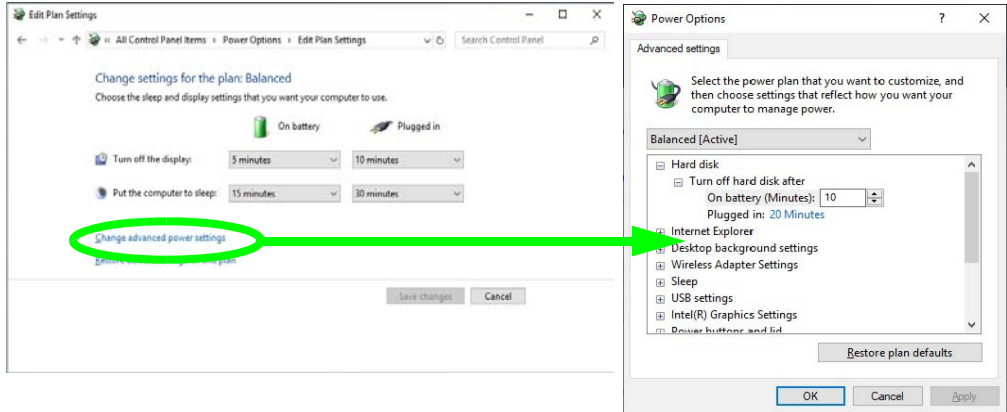 Edit Plan Settings
« All Control Panel Items › Power Options › Edit Plan Settings
Search Control Panel
Change settings for the plan: Balanced
Choose the sleep and display settings that you want your computer to use.
On battery
Plugged in
Turn off the display:
5 minutes
10 minutes
Put the computer to sleep:
15 minutes
30 minutes
Change advanced power settings
plan
Save changes
Cancel
Power Options
?
Advanced settings
Select the power plan that you want to customize, and
then choose settings that reflect how you want your
computer to manage power.
Balanced [Active]
Hard disk
Turn off hard disk after
On battery (Minutes): 10
Plugged in: 20 Minutes
Internet Explorer
Desktop background settings
Wireless Adapter Settings
Sleep
USB settings
Intel(R) Graphics Settings
Power buttons and lid
Restore plan defaults
OK
Cancel
Apply